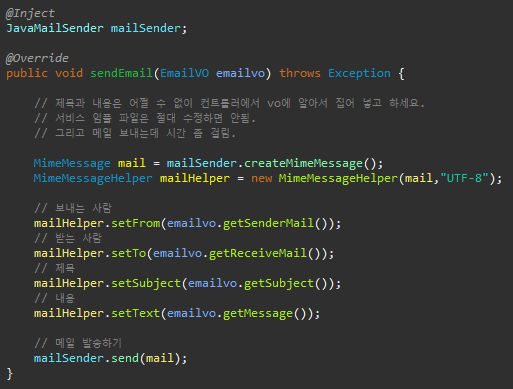 @Inject
JavaMailSender mailSender;
@Override
public void sendEmail(EmailVO emailvo) throws Exception {
// 제목과 내용은 어쩔 수 없이 컨트롤러에서 vo에 알아서 집어 넣고 하세요.
// 서비스 임플 파일은 절대 수정하면 안됨.
// 그리고 메일 보내는데 시간 좀 걸림.
MimeMessage mail = mailSender.createMimeMessage();
MimeMessageHelper mailHelper = new MimeMessageHelper(mail,"UTF-8");
// 보내는 사람
mailHelper.setFrom(emailvo.getSenderMail());
// 받는 사람
mailHelper.setTo(emailvo.getReceiveMail());
// 제목
mailHelper.setSubject(emailvo.getSubject());
// 내용
mailHelper.setText(emailvo.getMessage());
// 메일 발송하기
mailSender.send(mail);
}